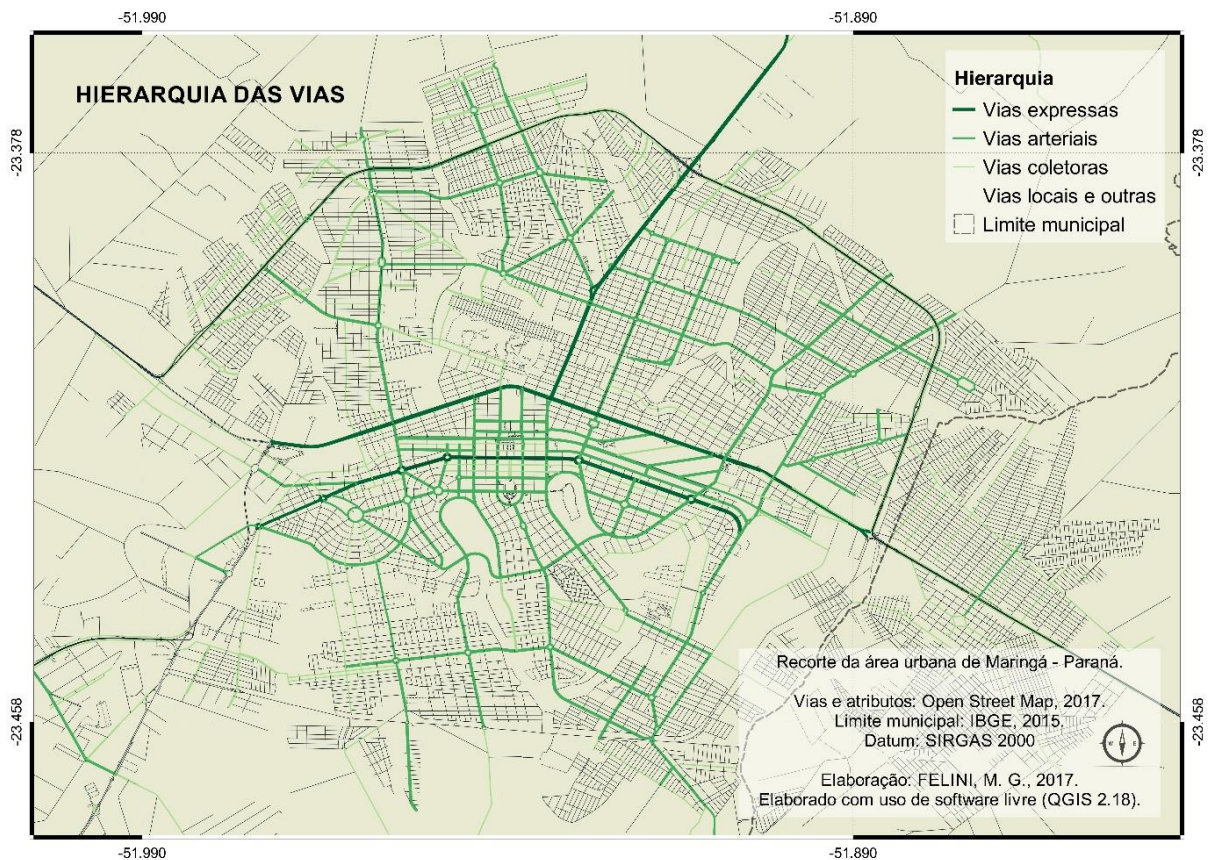 -51.990
-51.890
HIERARQUIA DAS VIAS
Hierarquia
Vias expressas
Vias arteriais
Vias coletoras
Vias locais e outras
Limite municipal
-23.378
-23.378
-23.458
-23.458
Recorte da área urbana de Maringá - Paraná.
Vias e atributos: Open Street Map, 2017.
Limite municipal: IBGE, 2015.
Datum: SIRGAS 2000
Elaboração: FELINI, M. G., 2017.
Elaborado com uso de software livre (QGIS 2.18).
-51.990
-51.890